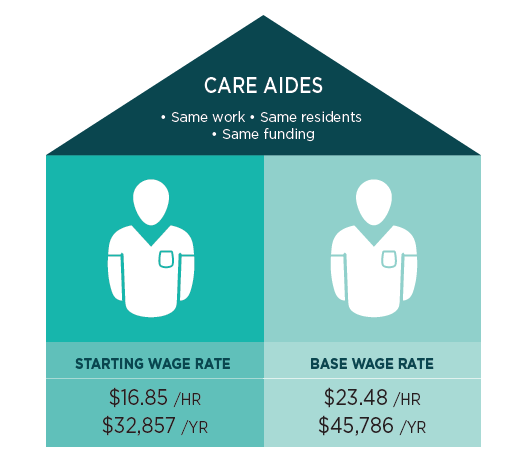 CARE AIDES
• Same work • Same residents
• Same funding
STARTING WAGE RATE
$16.85 /HR
$32,857 /YR
BASE WAGE RATE
$23.48 /HR
$45,786 /YR